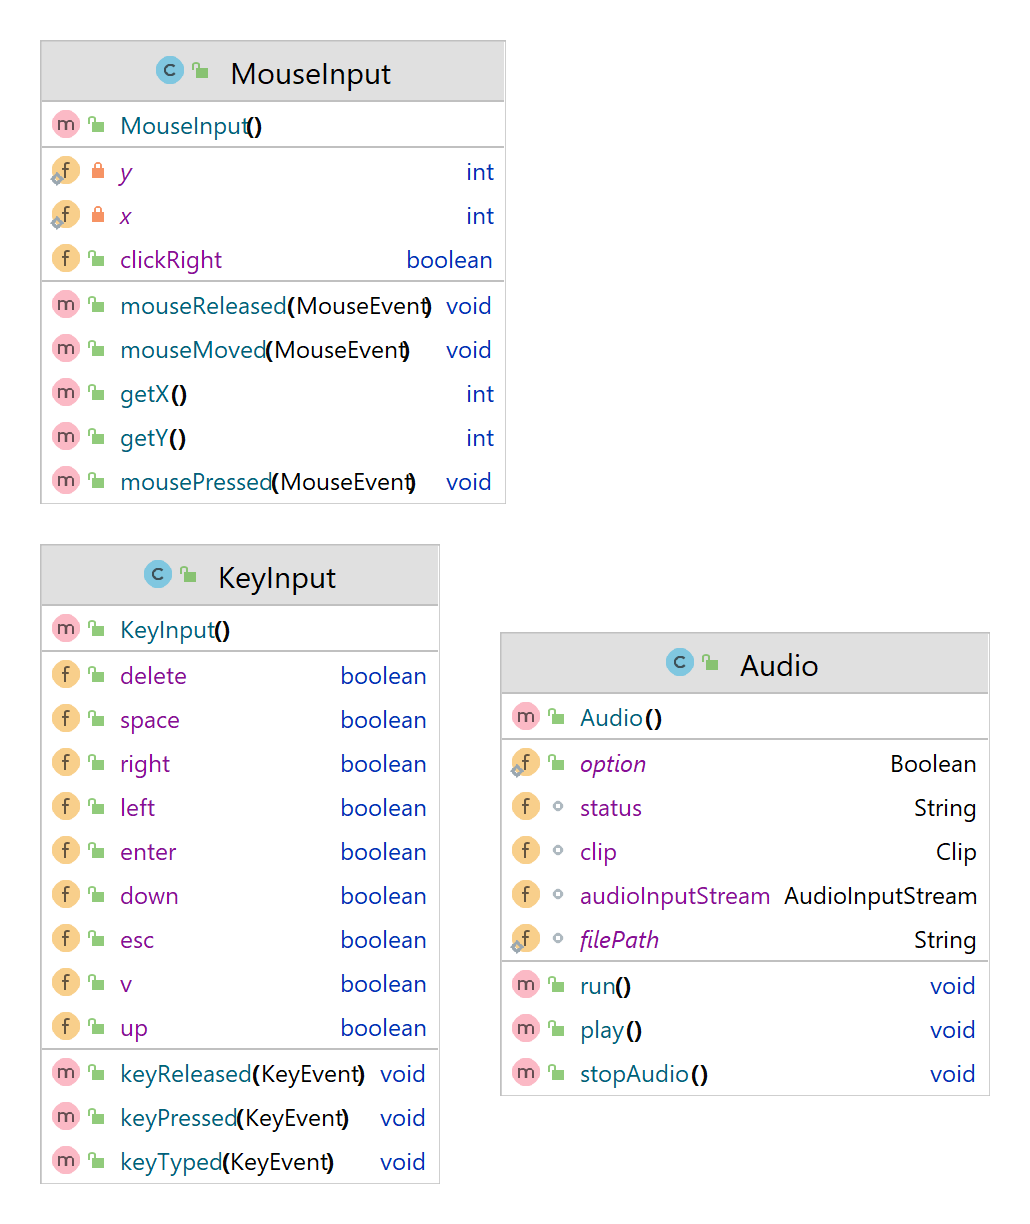 MouseInput
MouseInput()
y int
x int
clickRight boolean
mouseReleased(MouseEvent) void
mouseMoved(MouseEvent) void
getX() int
getY() int
mousePressed(MouseEvent) void
KeyInput
KeyInput()
delete boolean
space boolean
right boolean
left boolean
enter boolean
down boolean
esc boolean
v boolean
up boolean
keyReleased(KeyEvent) void
keyPressed(KeyEvent) void
keyTyped(KeyEvent) void
Audio
Audio()
option Boolean
status String
clip Clip
audioInputStream AudioInputStream
filePath String
run() void
play() void
stopAudio() void